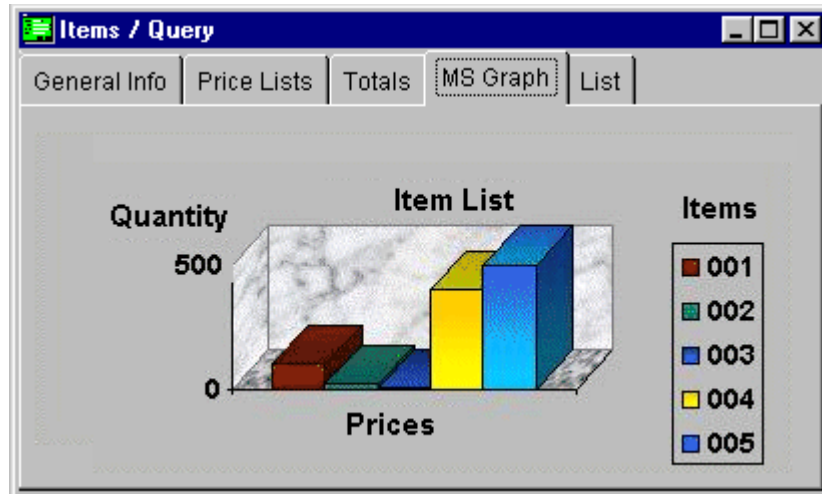 Items / Query
General Info Price Lists Totals MS Graph List
Item List
Quantity
500
0
Prices
Items
001
002
003
004
005